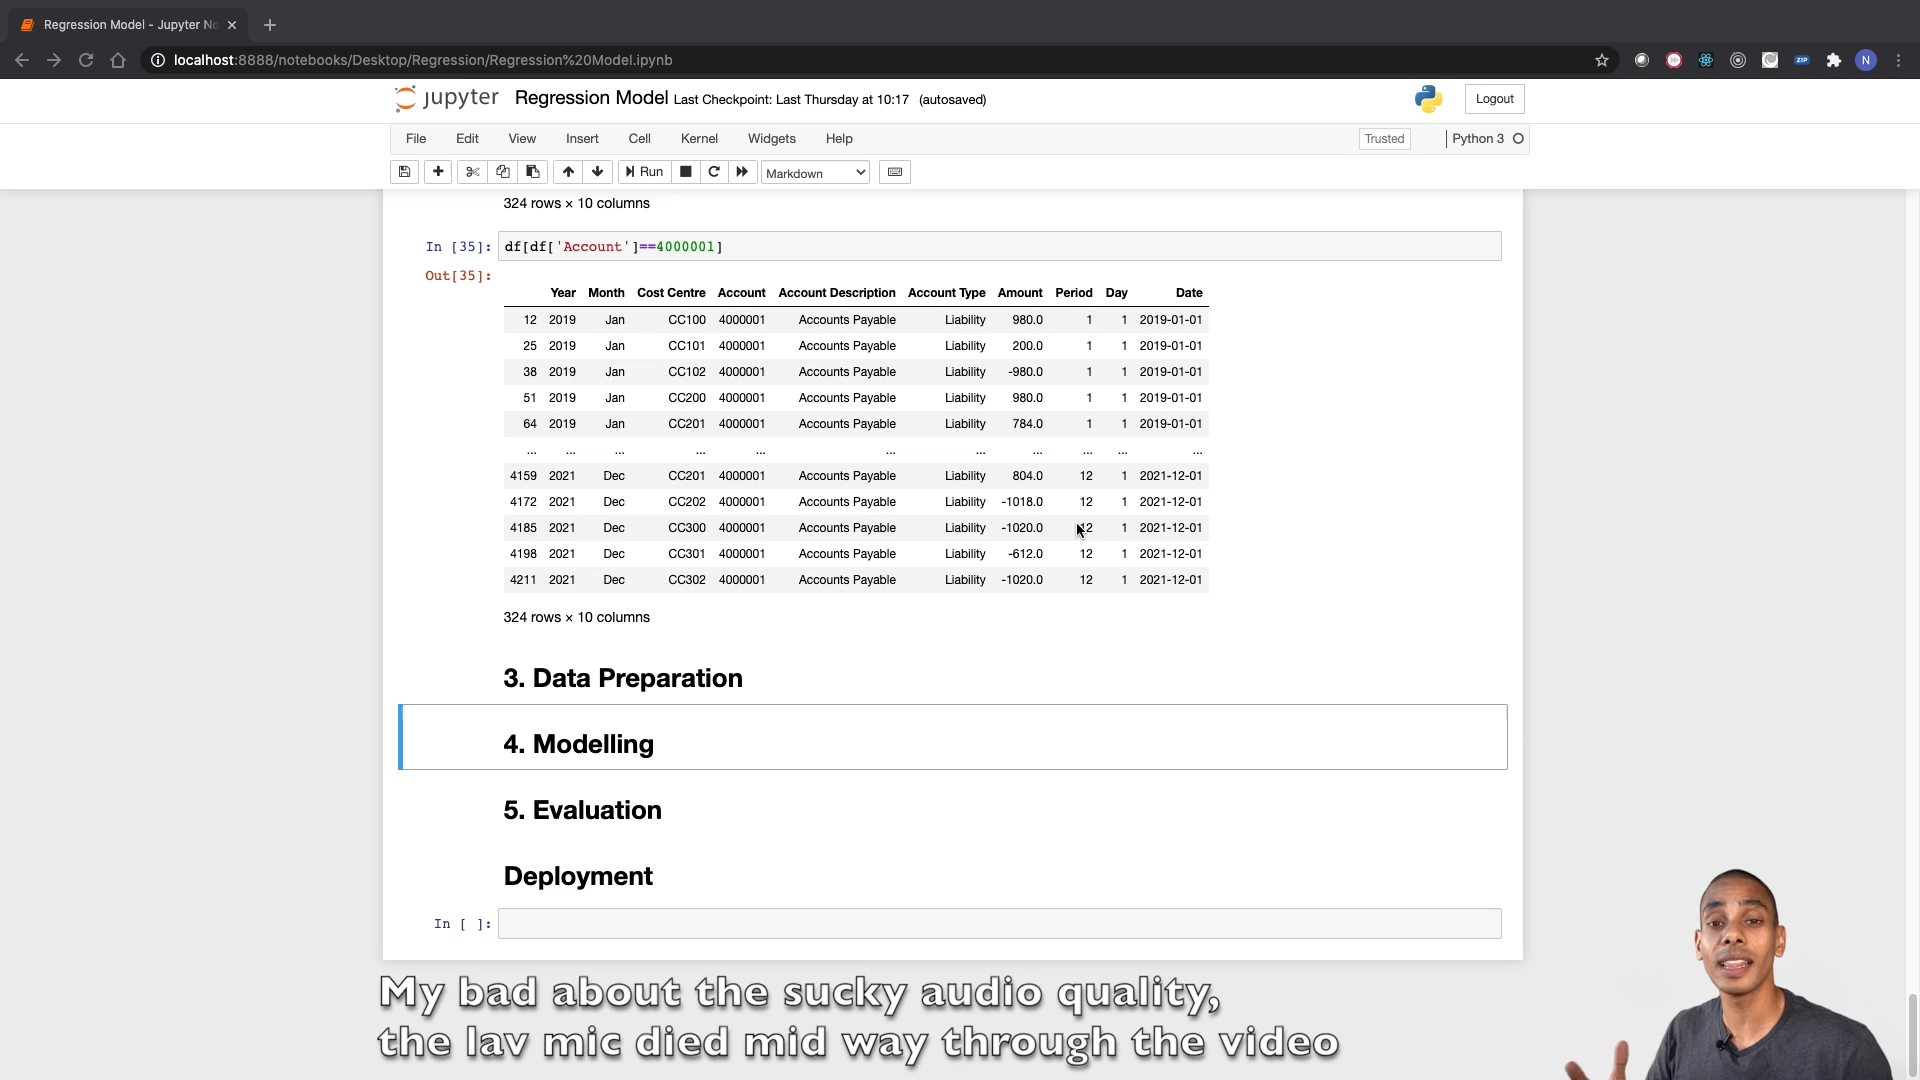 Regression Model - Jupyter No
localhost:8888/notebooks/Desktop/Regression/Regression%20Model.ipynb
ZIP
N
jupyter Regression Model Last Checkpoint: Last Thursday at 10:17 (autosaved)
Logout
File Edit View Insert Cell Kernel Widgets Help
Trusted
Python 3
Run
Markdown
324 rows × 10 columns
In [35]: df[df['Account']==4000001]
Out[35]:
Year Month Cost Centre Account Account Description Account Type Amount Period Day Date
12 2019 Jan CC100 4000001 Accounts Payable Liability 980.0 1 1 2019-01-01
25 2019 Jan CC101 4000001 Accounts Payable Liability 200.0 1 1 2019-01-01
38 2019 Jan CC102 4000001 Accounts Payable Liability -980.0 1 1 2019-01-01
51 2019 Jan CC200 4000001 Accounts Payable Liability 980.0 1 1 2019-01-01
64 2019 Jan CC201 4000001 Accounts Payable Liability 784.0 1 1 2019-01-01
... ... ... ... ... ... ... ... ... ... ...
4159 2021 Dec CC201 4000001 Accounts Payable Liability 804.0 12 1 2021-12-01
4172 2021 Dec CC202 4000001 Accounts Payable Liability -1018.0 12 1 2021-12-01
4185 2021 Dec CC300 4000001 Accounts Payable Liability -1020.0 12 1 2021-12-01
4198 2021 Dec CC301 4000001 Accounts Payable Liability -612.0 12 1 2021-12-01
4211 2021 Dec CC302 4000001 Accounts Payable Liability -1020.0 12 1 2021-12-01
324 rows × 10 columns
3. Data Preparation
4. Modelling
5. Evaluation
Deployment
In [ ]:
My bad about the sucky audio quality,
the lav mic died mid way through the video